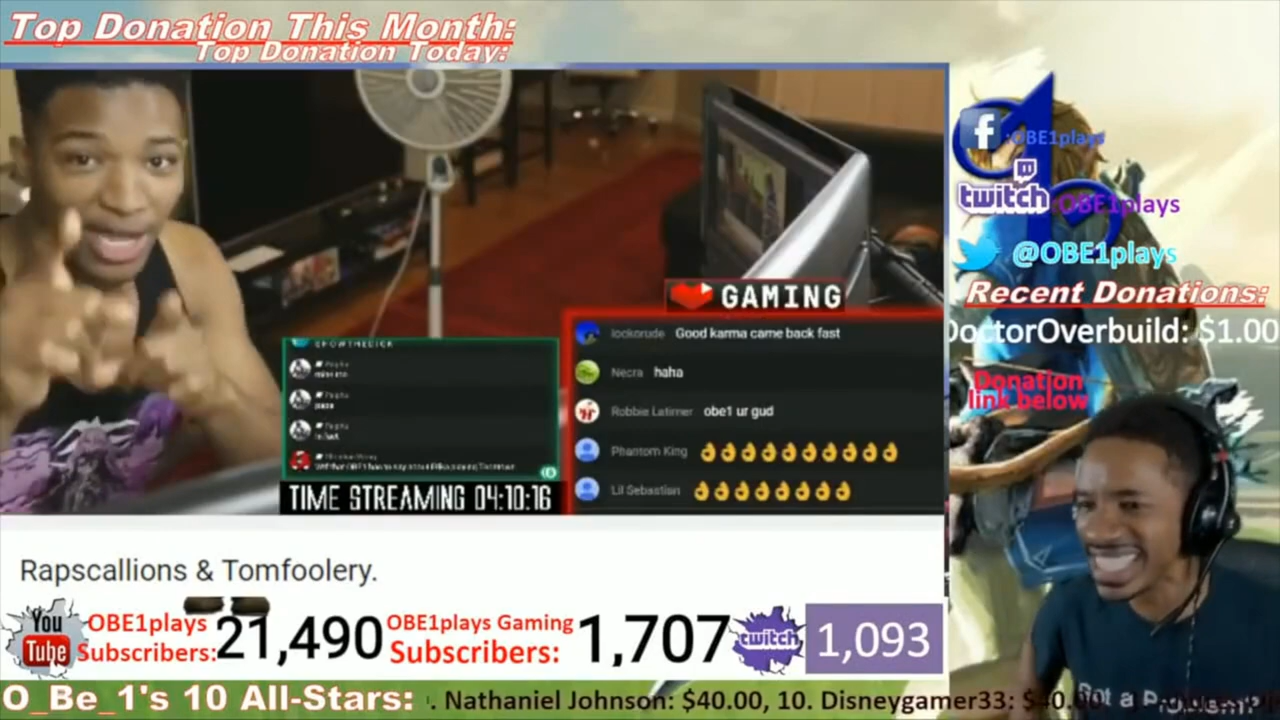 Top Donation This Month:
Top Donation Today:
OBE1plays
twitch
OBE1plays
@OBE1plays
Recent Donations:
DoctorOverbuild: $1.00
Donation
link below
GAMING
lockorude Good karma came back fast
Necra haha
Robbie Latimer obe1 ur gud
Phantom King 👌👌👌👌👌👌👌👌👌👌
Lil Sebastian 👌👌👌👌👌👌👌👌
TIME STREAMING 04:10:16
Rapscallions & Tomfoolery.
You
Tube
OBE1plays
Subscribers:
21,490
OBE1plays Gaming
Subscribers:
1,707
twitch
1,093
O_Be_1's 10 All-Stars:
. Nathaniel Johnson: $40.00, 10. Disneygamer33: $40.00